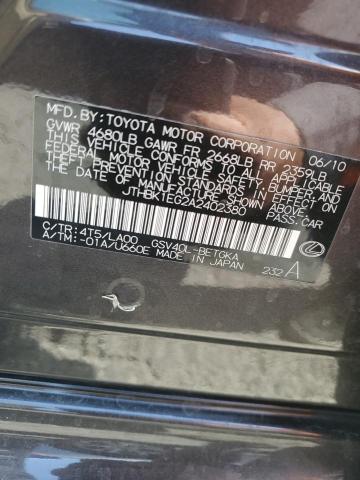 MFD. BY: TOYOTA MOTOR CORPORATION 06/10
GVWR 4680LB GAWR FR 2668LB RR 2359LB
THIS VEHICLE CONFORMS TO ALL APPLICABLE
FEDERAL MOTOR VEHICLE SAFETY, BUMPER, AND
THEFT PREVENTION STANDARDS IN EFFECT ON
THE DATE OF MANUFACTURE SHOWN ABOVE.
JTHBK1EG2A2402380 PASS.CAR
C/TR: 4T5/LA00 GSV40L-BETGKA
A/TM: -01A/U660E MADE IN JAPAN 232 A